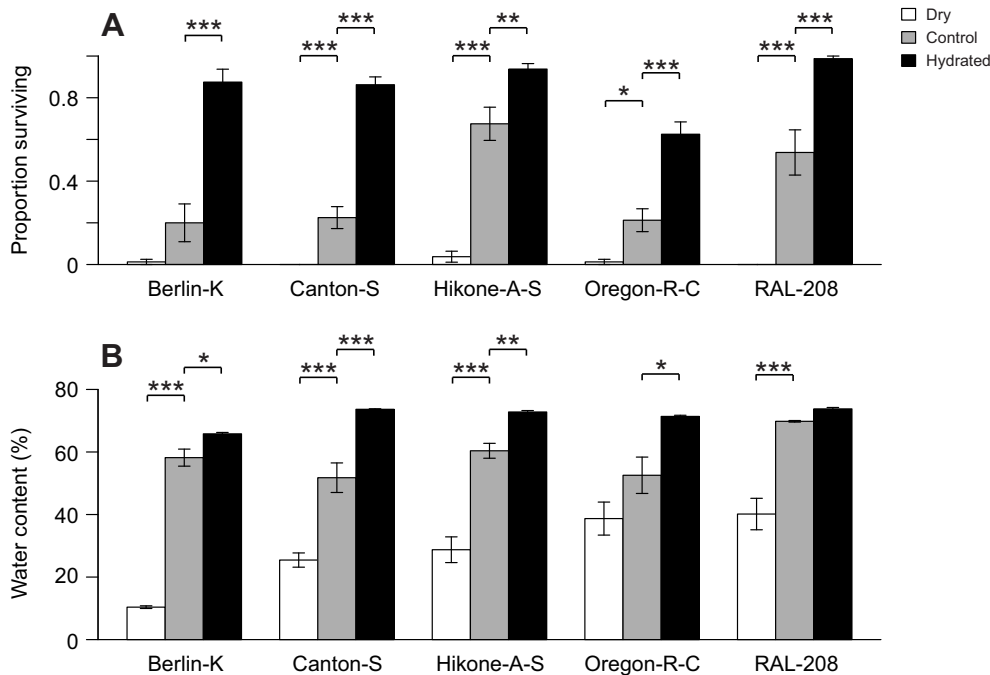 A
Dry
Control
Hydrated
*** *** *** *** ** * *** *** ***
Proportion surviving
0.8
0.4
0
Berlin-K Canton-S Hikone-A-S Oregon-R-C RAL-208
B
*** * *** *** *** ** * ***
Water content (%)
80
60
40
20
0
Berlin-K Canton-S Hikone-A-S Oregon-R-C RAL-208